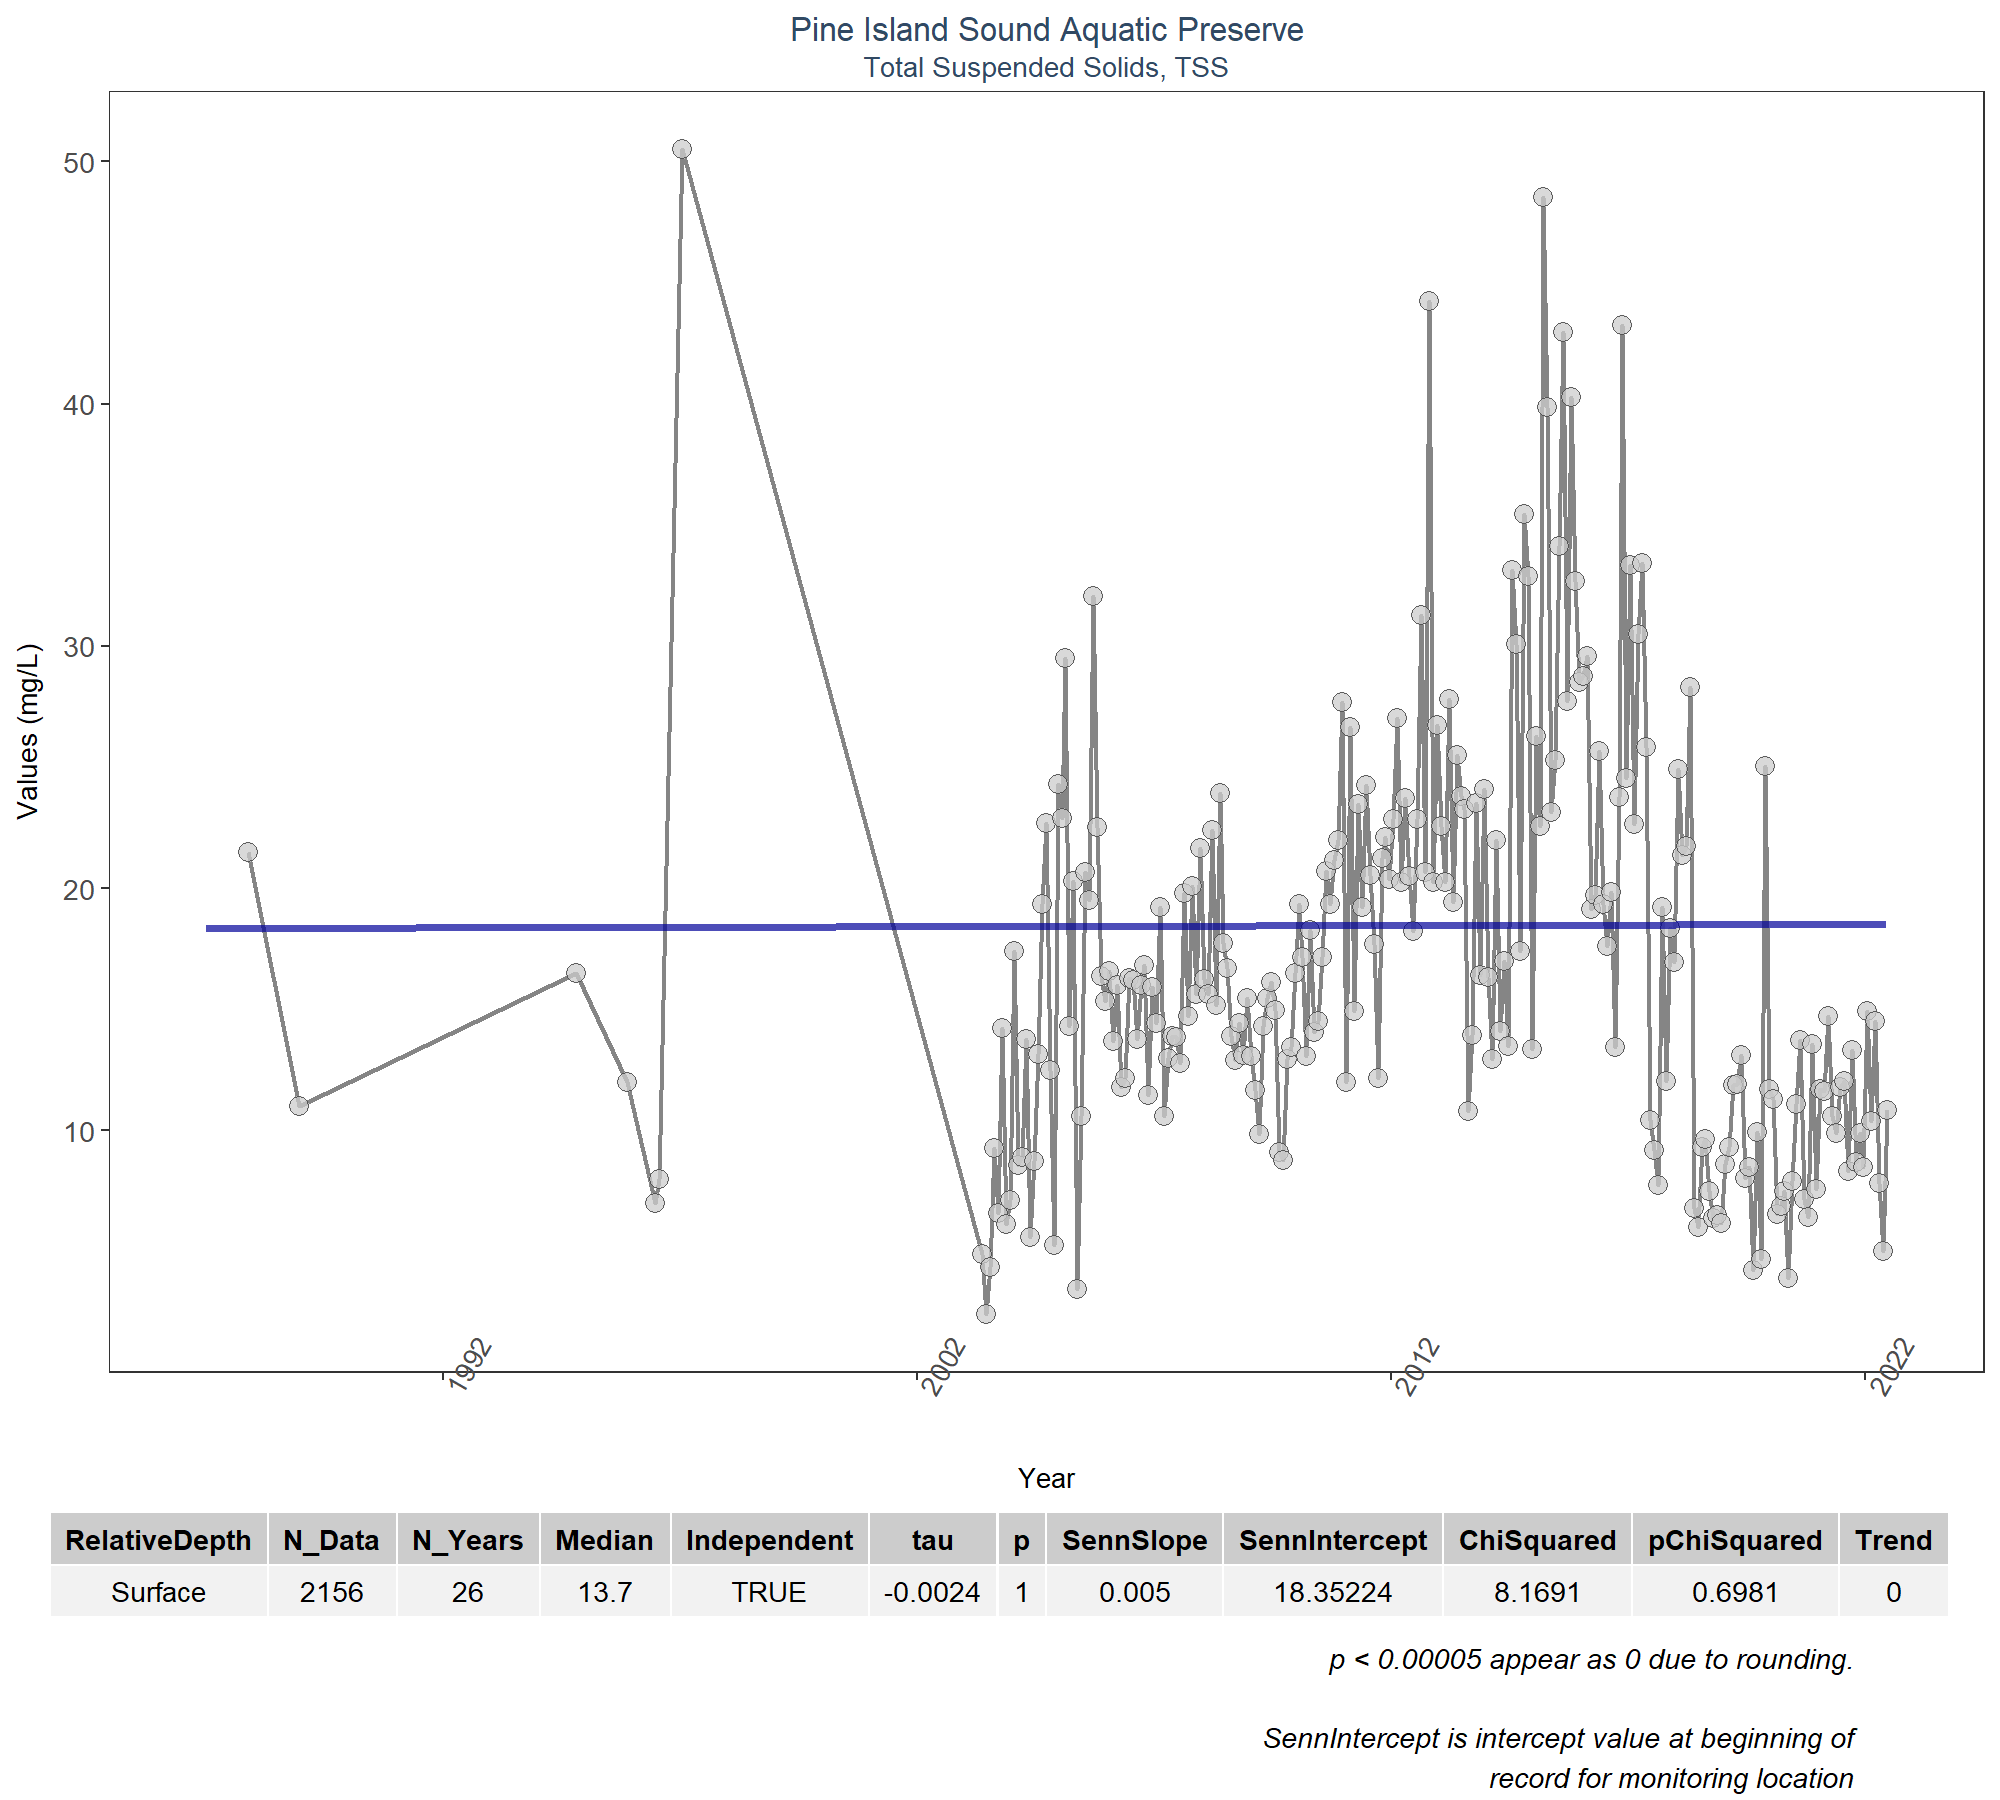 Pine Island Sound Aquatic Preserve
Total Suspended Solids, TSS
50
40
30
20
10
Values (mg/L)
1992
2002
2012
2022
Year
RelativeDepth N_Data N_Years Median Independent tau p SennSlope SennIntercept ChiSquared pChiSquared Trend
Surface 2156 26 13.7 TRUE -0.0024 1 0.005 18.35224 8.1691 0.6981 0
p < 0.00005 appear as 0 due to rounding.
SennIntercept is intercept value at beginning of
record for monitoring location